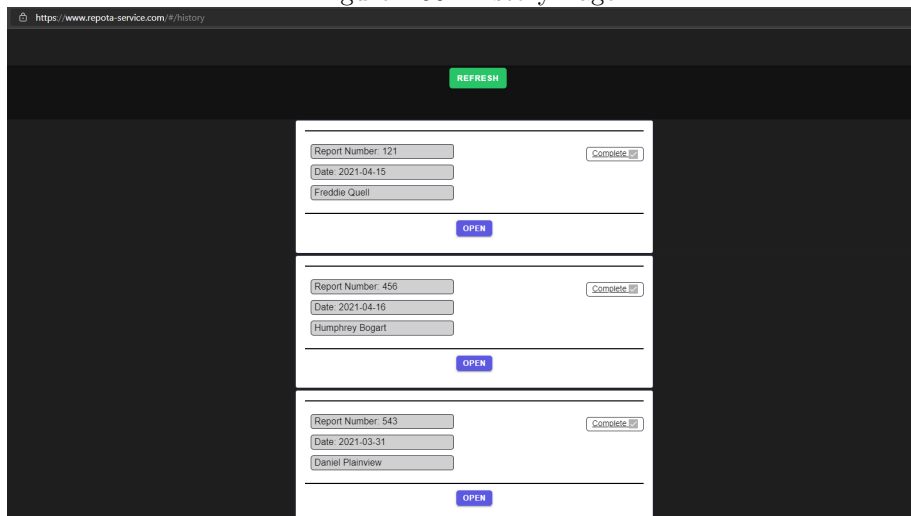 https://www.repota-service.com/#/history
REFRESH
Report Number: 121
Complete
Date: 2021-04-15
Freddie Quell
OPEN
Report Number: 456
Complete
Date: 2021-04-16
Humphrey Bogart
OPEN
Report Number: 543
Complete
Date: 2021-03-31
Daniel Plainview
OPEN